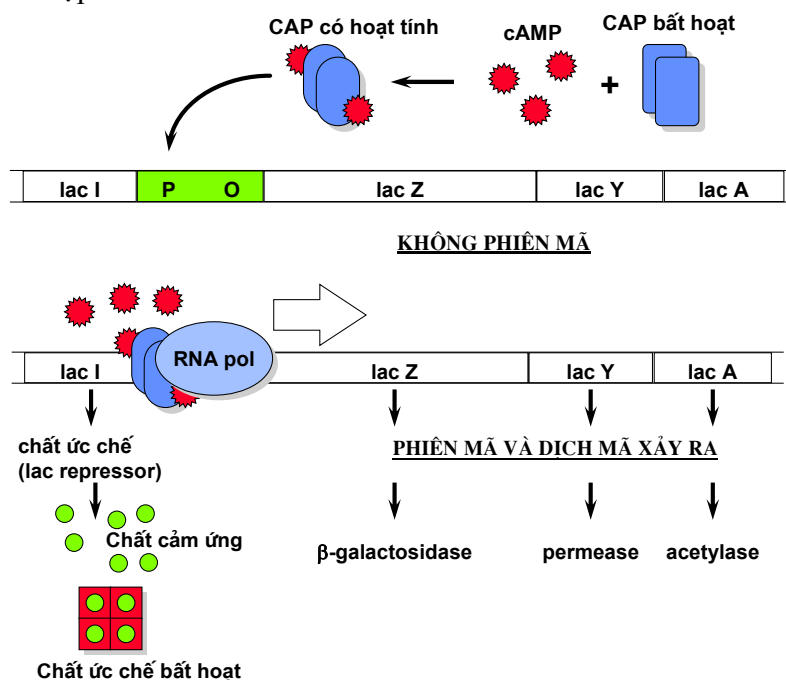 CAP có hoạt tính
cAMP
CAP bất hoạt
+
lac I P O lac Z lac Y lac A
KHÔNG PHIÊN MÃ
RNA pol
lac I lac Z lac Y lac A
chất ức chế
(lac repressor)
PHIÊN MÃ VÀ DỊCH MÃ XẢY RA
Chất cảm ứng
β-galactosidase permease acetylase
Chất ức chế bất hoạt